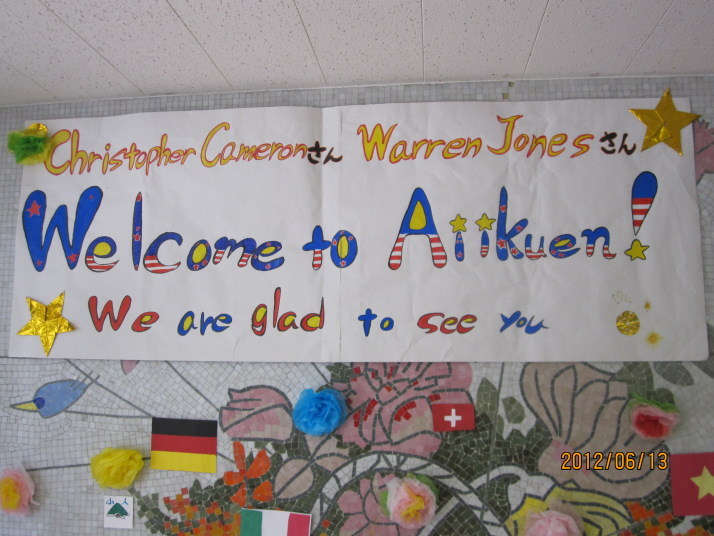 Christopher Cameronさん Warren Jonesさん
Welcome to Aiikuen!
We are glad to see you
2012/06/13